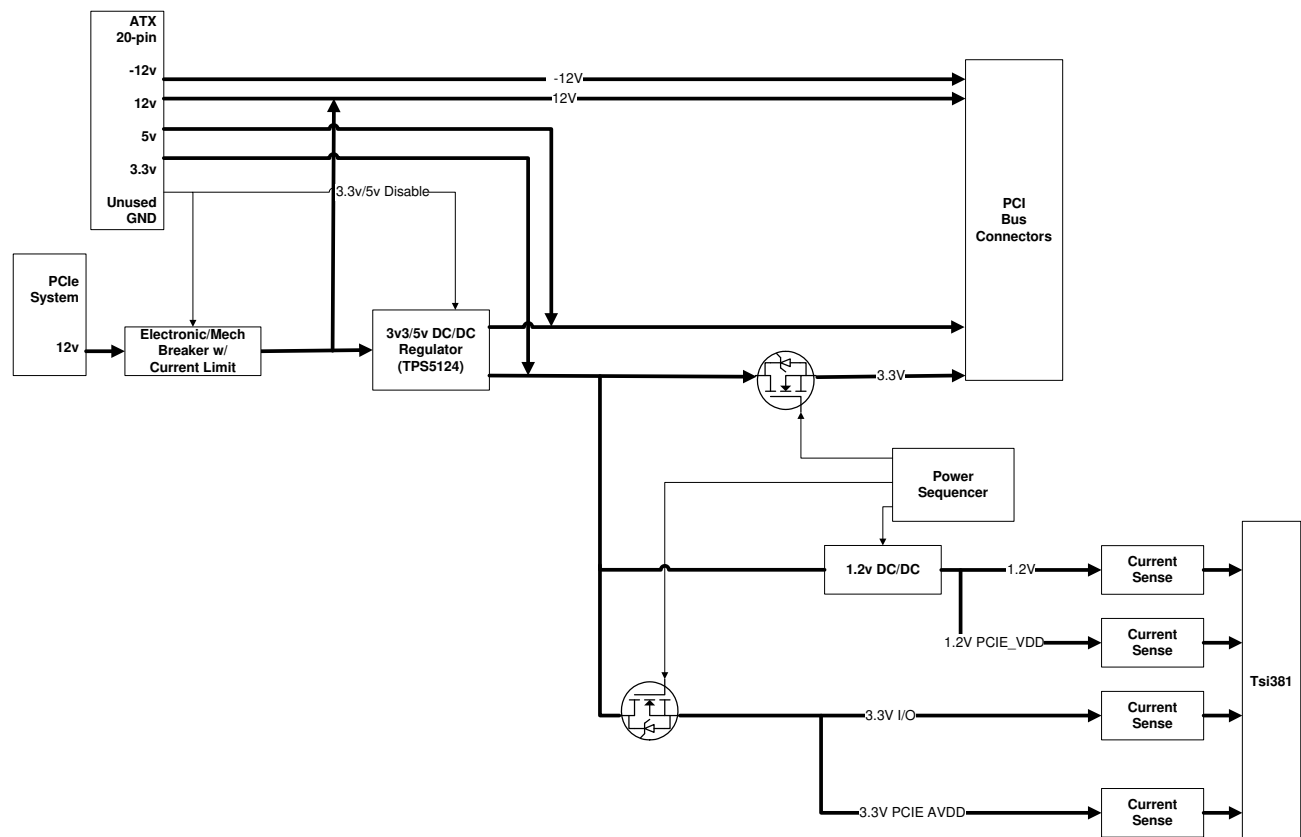 ATX
20-pin
-12v
12v
5v
3.3v
Unused
GND
-12V
12V
3.3v/5v Disable
PCI
Bus
Connectors
PCIe
System
12v
Electronic/Mech
Breaker w/
Current Limit
3v3/5v DC/DC
Regulator
(TPS5124)
3.3V
Power
Sequencer
1.2v DC/DC
1.2V
Current
Sense
1.2V PCIE_VDD
Current
Sense
Tsi381
3.3V I/O
Current
Sense
3.3V PCIE AVDD
Current
Sense